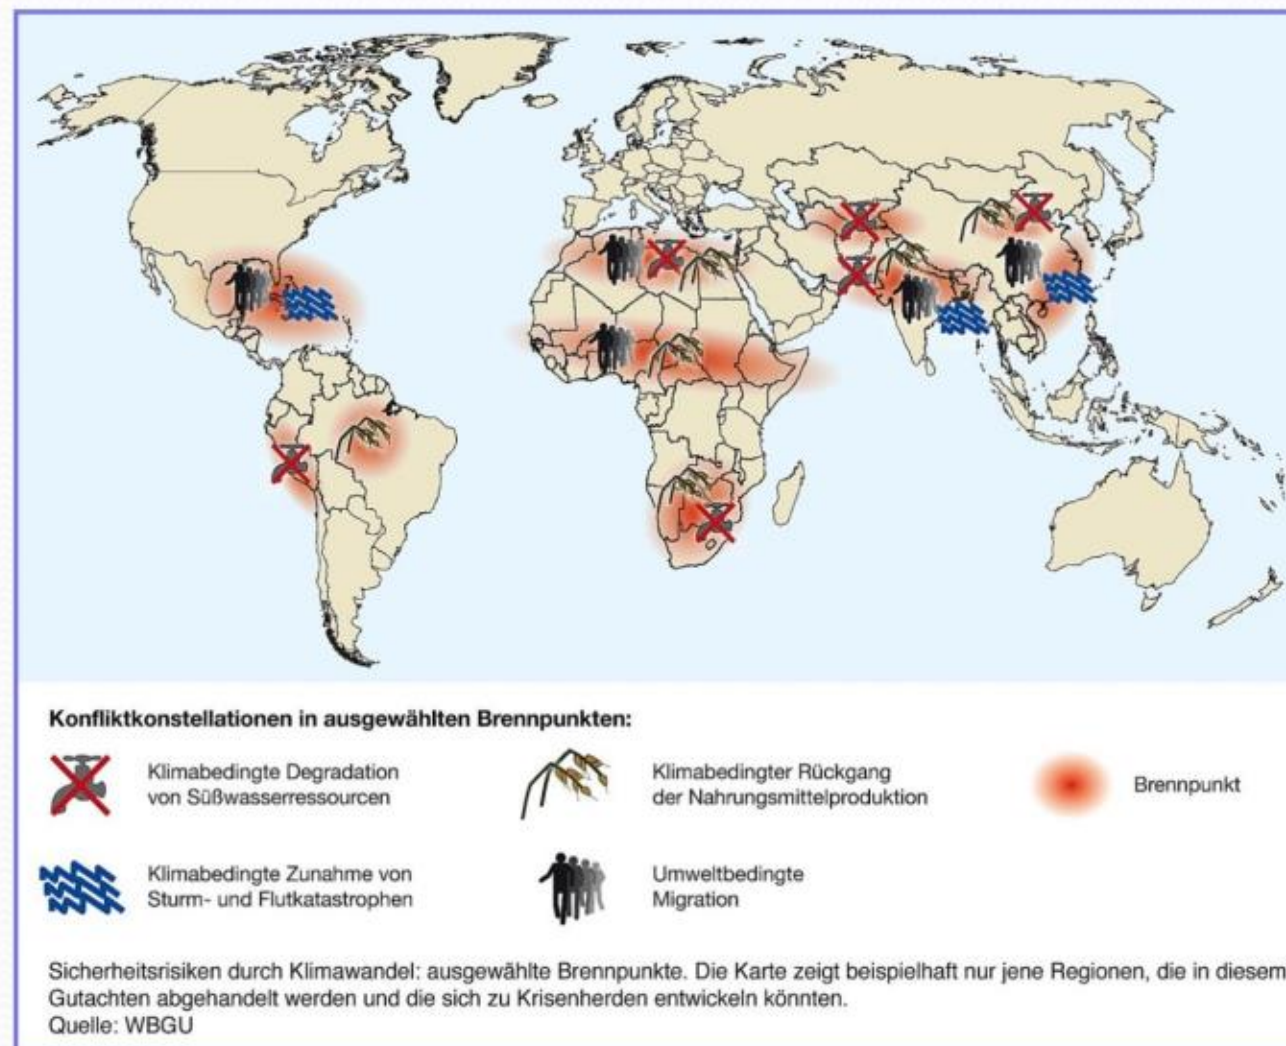 Konfliktkonstellationen in ausgewählten Brennpunkten:
Klimabedingte Degradation
von Süßwasserressourcen
Klimabedingter Rückgang
der Nahrungsmittelproduktion
Brennpunkt
Klimabedingte Zunahme von
Sturm- und Flutkatastrophen
Umweltbedingte
Migration
Sicherheitsrisiken durch Klimawandel: ausgewählte Brennpunkte. Die Karte zeigt beispielhaft nur jene Regionen, die in diesem
Gutachten abgehandelt werden und die sich zu Krisenherden entwickeln könnten.
Quelle: WBGU